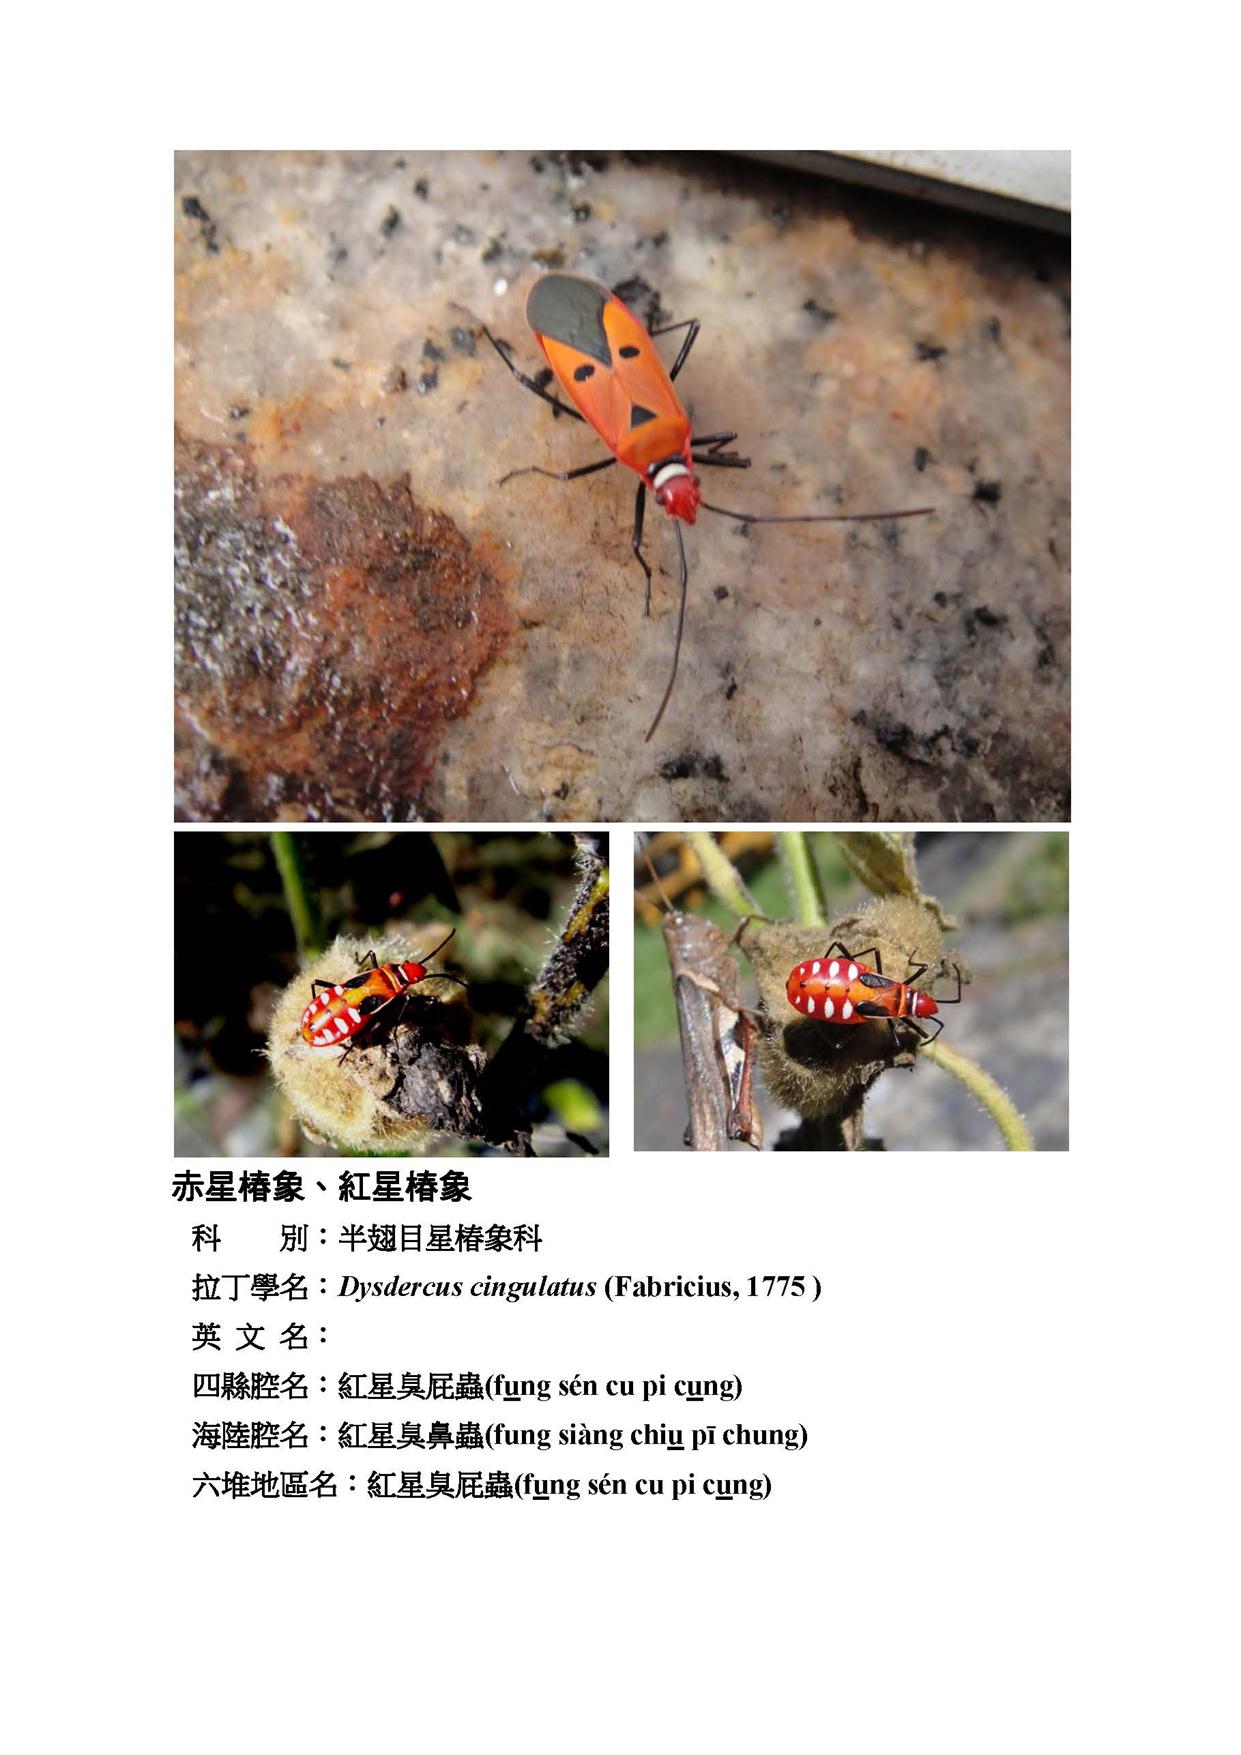 赤星椿象、紅星椿象
科　　別：半翅目星椿象科
拉丁學名：Dysdercus cingulatus (Fabricius, 1775 )
英 文 名：
四縣腔名：紅星臭屁蟲(fung sén cu pi cung)
海陸腔名：紅星臭鼻蟲(fung siàng chiu pī chung)
六堆地區名：紅星臭屁蟲(fung sén cu pi cung)